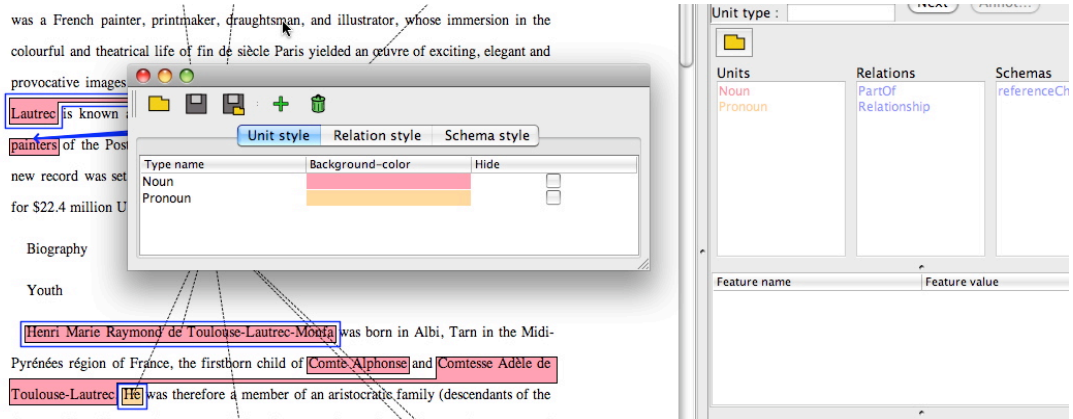 was a French painter, printmaker, draughtsman, and illustrator, whose immersion in the
colourful and theatrical life of fin de siècle Paris yielded an œuvre of exciting, elegant and
provocative images
Lautrec is known
painters of the Post
new record was set
for $22.4 million U
Biography
Youth
Henri Marie Raymond de Toulouse-Lautrec-Monfa was born in Albi, Tarn in the Midi-
Pyrénées région of France, the firstborn child of Comte Alphonse and Comtesse Adèle de
Toulouse-Lautrec. He was therefore a member of an aristocratic family (descendants of the
Unit style Relation style Schema style
Type name Background-color Hide
Noun
Pronoun
Unit type : Next Annot...
Units Relations Schemas
Noun PartOf referenceCh
Pronoun Relationship
Feature name Feature value